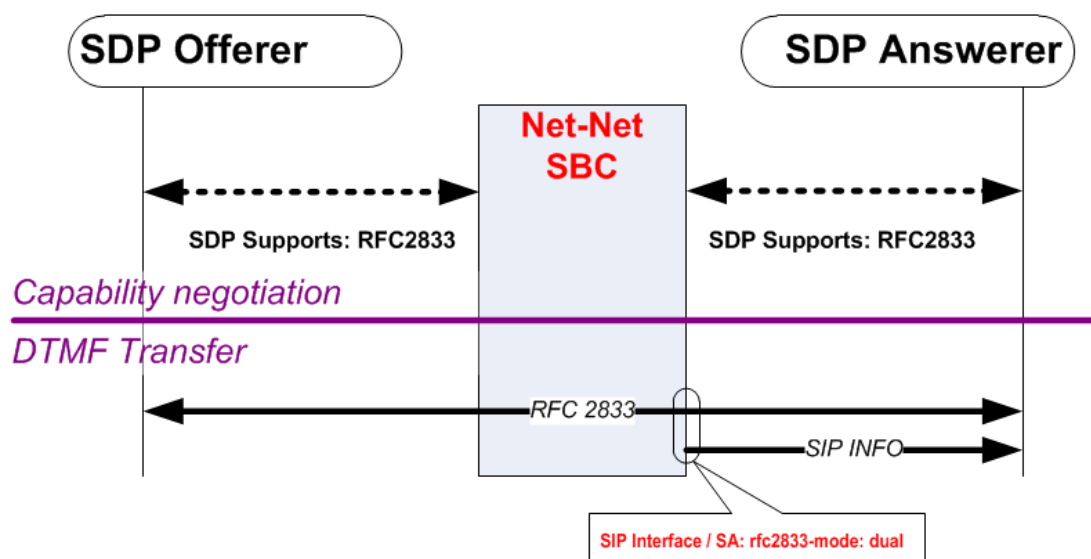 SDP Offerer
SDP Answerer
Net-Net
SBC
SDP Supports: RFC2833
SDP Supports: RFC2833
Capability negotiation
DTMF Transfer
RFC 2833
SIP INFO
SIP Interface / SA: rfc2833-mode: dual